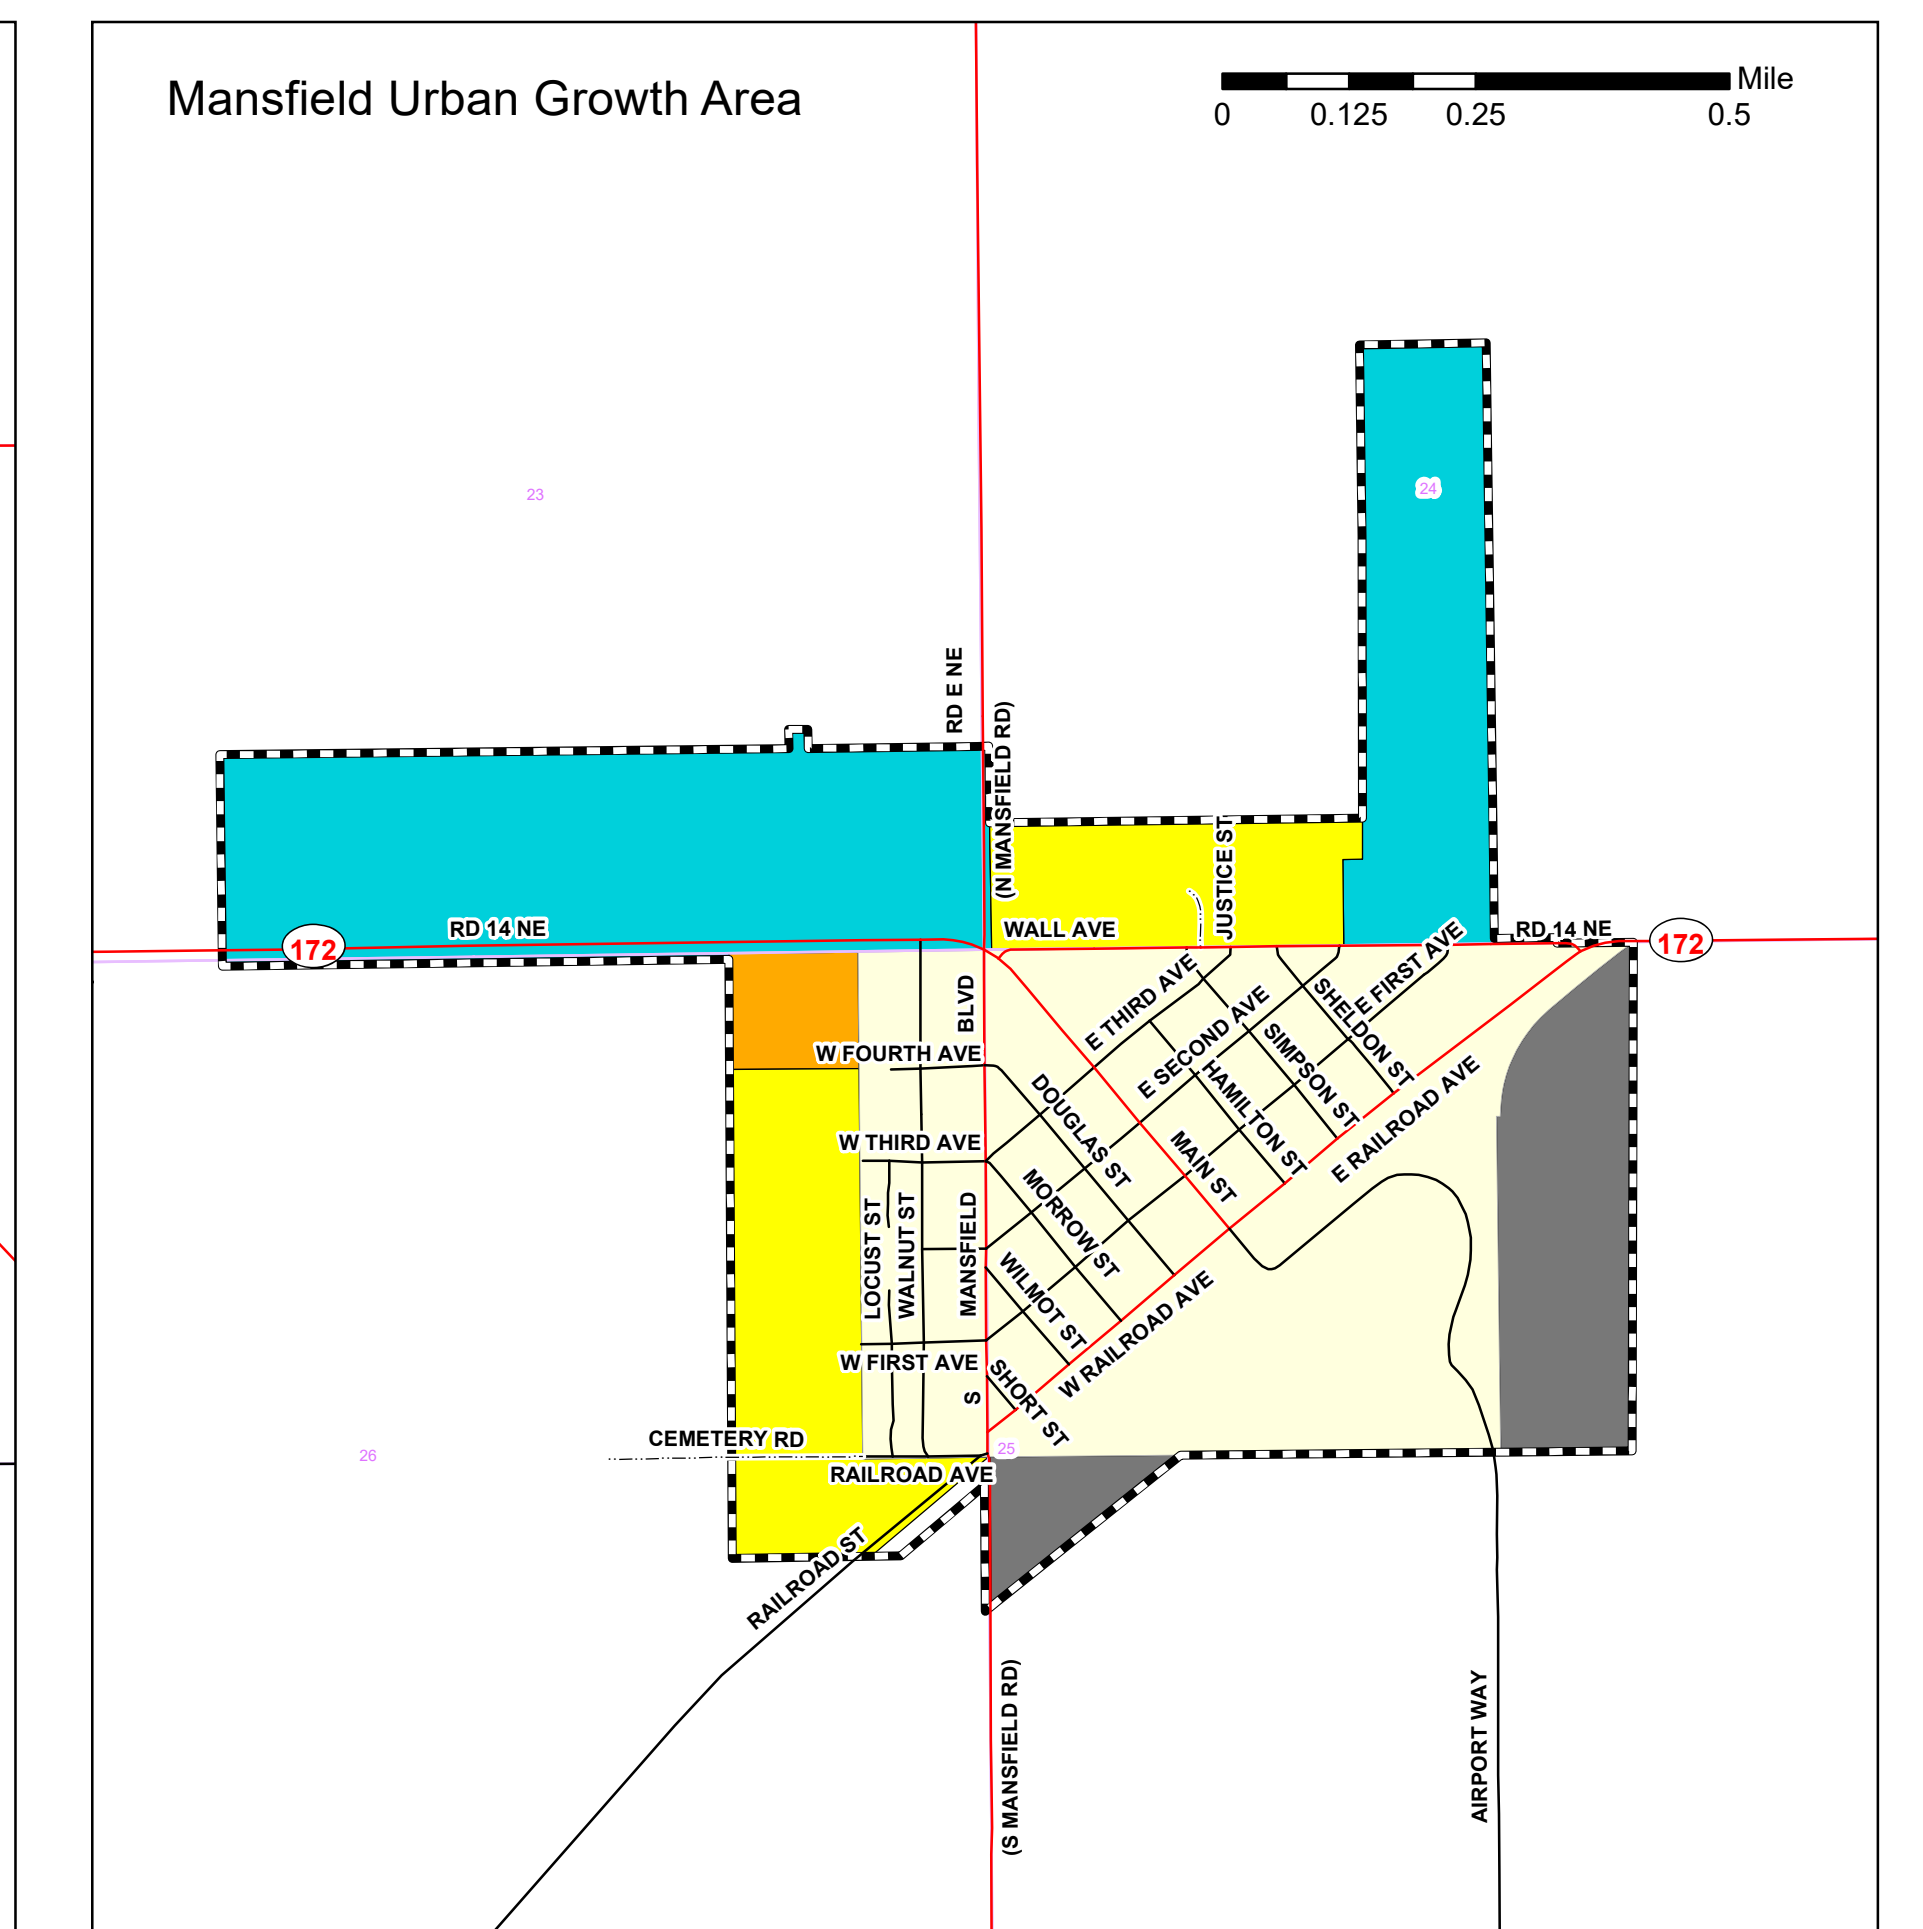 Mansfield Urban Growth Area
Mile
0 0.125 0.25 0.5
23
24
RD E NE
(N MANSFIELD RD)
JUSTICE ST
RD 14 NE
172
WALL AVE
RD 14 NE
172
BLVD
E THIRD AVE
E SECOND AVE
E FIRST AVE
SHELDON ST
SIMPSON ST
HAMILTON ST
W FOURTH AVE
DOUGLAS ST
MAIN ST
E RAILROAD AVE
W THIRD AVE
MORROW ST
LOCUST ST
WALNUT ST
MANSFIELD
WILMOT ST
W RAILROAD AVE
W FIRST AVE
S
SHORT ST
CEMETERY RD
25
26
RAILROAD AVE
RAILROAD ST
(S MANSFIELD RD)
AIRPORT WAY